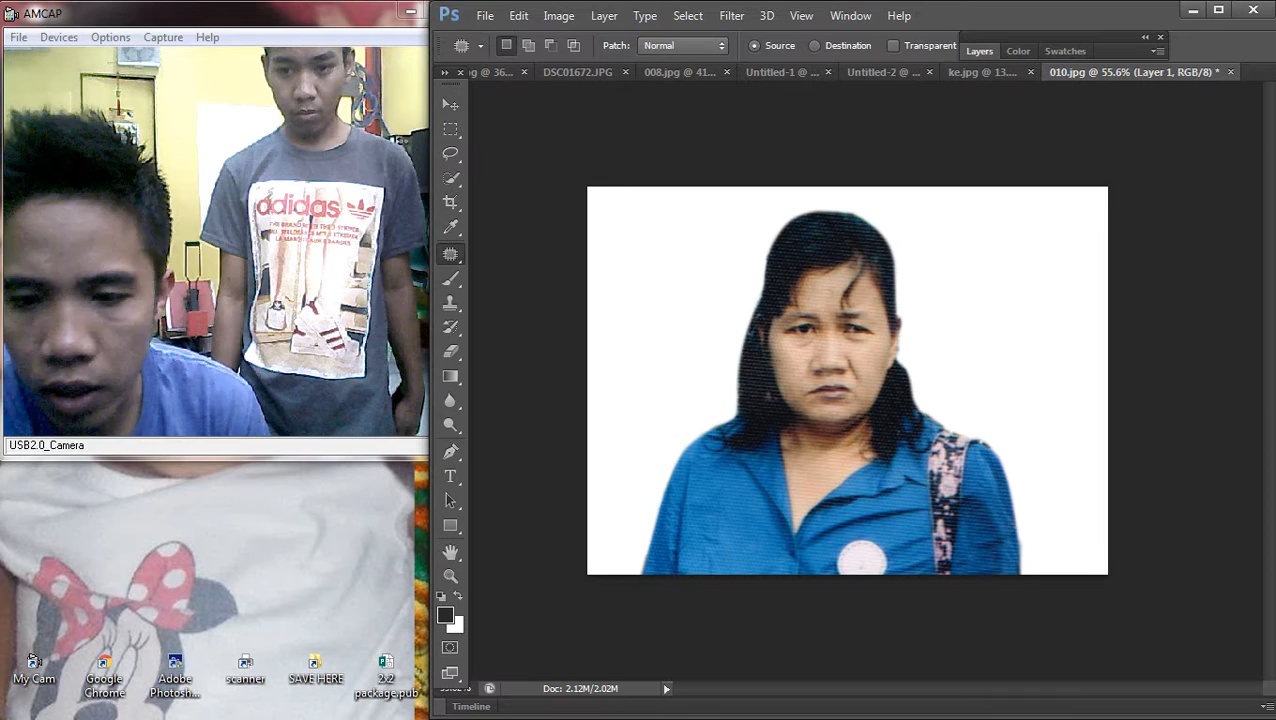 AMCAP
File Devices Options Capture Help
adidas
USB2.0_Camera
My Cam
Google Chrome
Adobe Photosh...
scanner
SAVE HERE
2x2 package.pub
Ps File Edit Image Layer Type Select Filter 3D View Window Help
Patch: Normal Source Destination Transparent
Layers Color Swatches
g @ 36... × DSC01672.JPG × 008.jpg @ 41... × Untitled-1 @ ... × Untitled-2 @ ... × ke.jpg @ 13.... × 010.jpg @ 55.6% (Layer 1, RGB/8) * ×
Doc: 2.12M/2.02M
Timeline